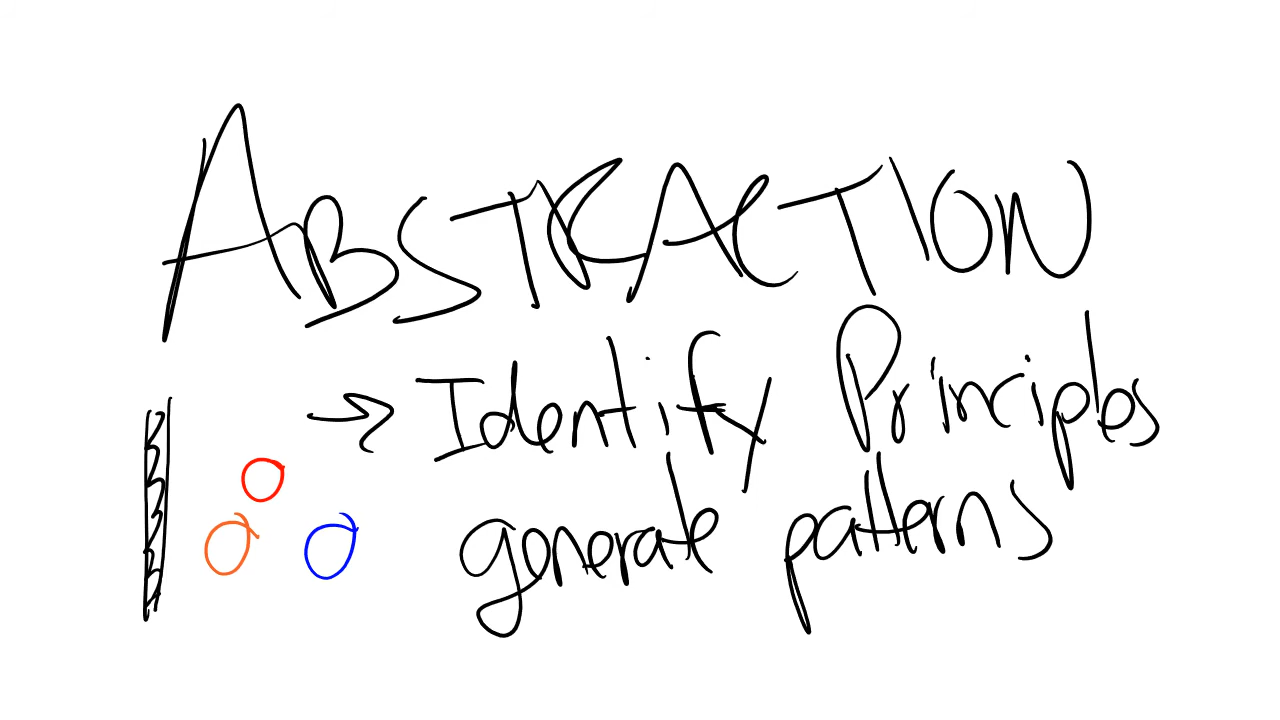 ABSTRACTION
→ Identify Principles
generate patterns